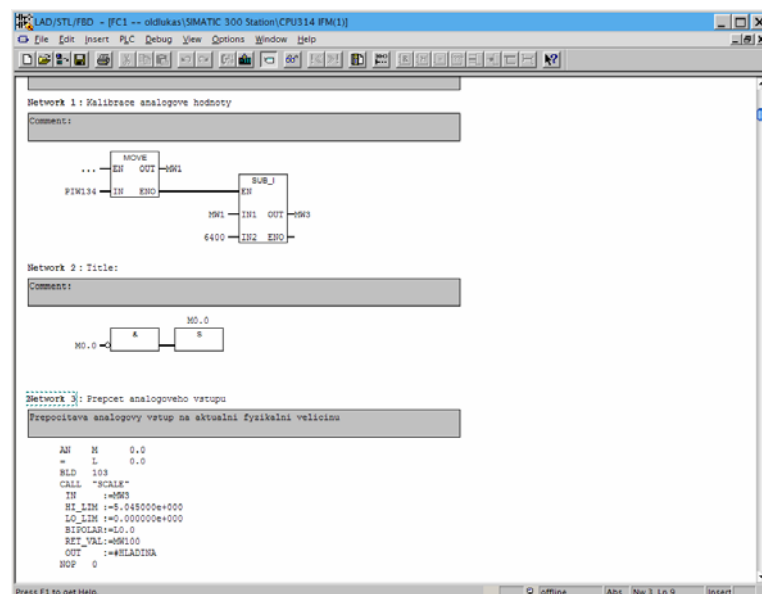 LAD/STL/FBD - [FC1 -- oldlukas\SIMATIC 300 Station\CPU314 IFM(1)]
File Edit Insert PLC Debug View Options Window Help
Network 1 : Kalibrace analogove hodnoty
Comment:
MOVE
... EN OUT MW1
SUB_I
PIW134 IN ENO EN
MW1 IN1 OUT MW3
6400 IN2 ENO
Network 2 : Title:
Comment:
M0.0
& S
M0.0
Network 3 : Prepcet analogoveho vstupu
Prepocitava analogovy vstup na aktualni fyzikalni velicinu
AN M 0.0
= L 0.0
BLD 103
CALL "SCALE"
IN :=MW3
HI_LIM :=5.045000e+000
LO_LIM :=0.000000e+000
BIPOLAR:=L0.0
RET_VAL:=MW100
OUT :=#HLADINA
NOP 0
Press F1 to get Help. offline Abs Nw 3 Ln 9 Insert